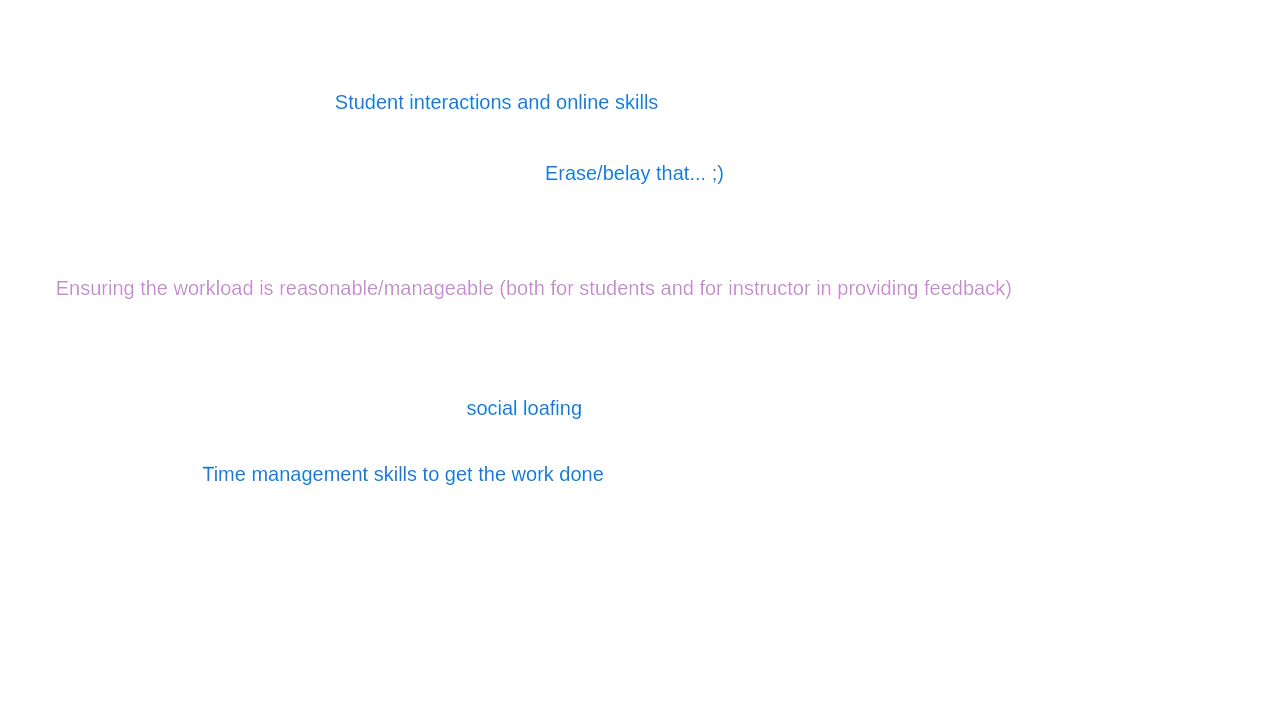 Student interactions and online skills
Erase/belay that... ;)
Ensuring the workload is reasonable/manageable (both for students and for instructor in providing feedback)
social loafing
Time management skills to get the work done